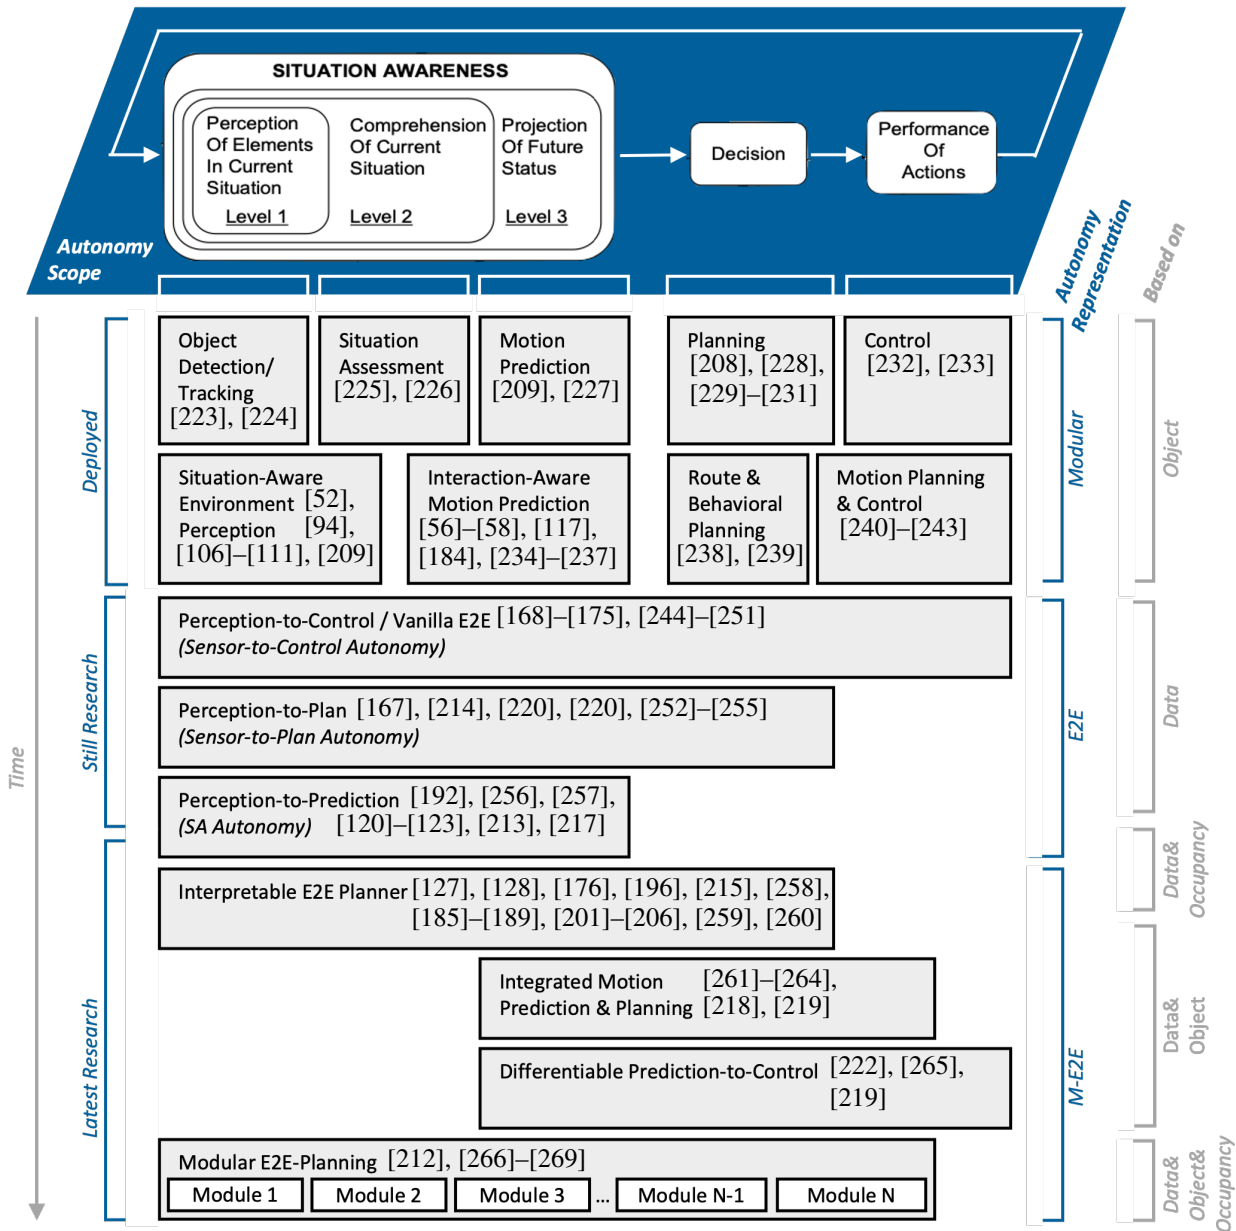 SITUATION AWARENESS
Perception
Of Elements
In Current
Situation
Level 1
Comprehension
Of Current
Situation
Level 2
Projection
Of Future
Status
Level 3
Decision
Performance
Of
Actions
Autonomy
Scope
Autonomy
Representation
Based on
Time
Deployed
Object
Detection/
Tracking
[223], [224]
Situation
Assessment
[225], [226]
Motion
Prediction
[209], [227]
Planning
[208], [228],
[229]–[231]
Control
[232], [233]
Modular
Object
Situation-Aware
Environment [52],
Perception [94],
[106]–[111], [209]
Interaction-Aware
Motion Prediction
[56]–[58], [117],
[184], [234]–[237]
Route &
Behavioral
Planning
[238], [239]
Motion Planning
& Control
[240]–[243]
Still Research
Perception-to-Control / Vanilla E2E [168]–[175], [244]–[251]
(Sensor-to-Control Autonomy)
Perception-to-Plan [167], [214], [220], [220], [252]–[255]
(Sensor-to-Plan Autonomy)
Perception-to-Prediction [192], [256], [257],
(SA Autonomy) [120]–[123], [213], [217]
E2E
Data
Data&
Occupancy
Latest Research
Interpretable E2E Planner [127], [128], [176], [196], [215], [258],
[185]–[189], [201]–[206], [259], [260]
Integrated Motion [261]–[264],
Prediction & Planning [218], [219]
Differentiable Prediction-to-Control [222], [265],
[219]
Modular E2E-Planning [212], [266]–[269]
Module 1
Module 2
Module 3
...
Module N-1
Module N
M-E2E
Data&
Object
Data&
Object&
Occupancy